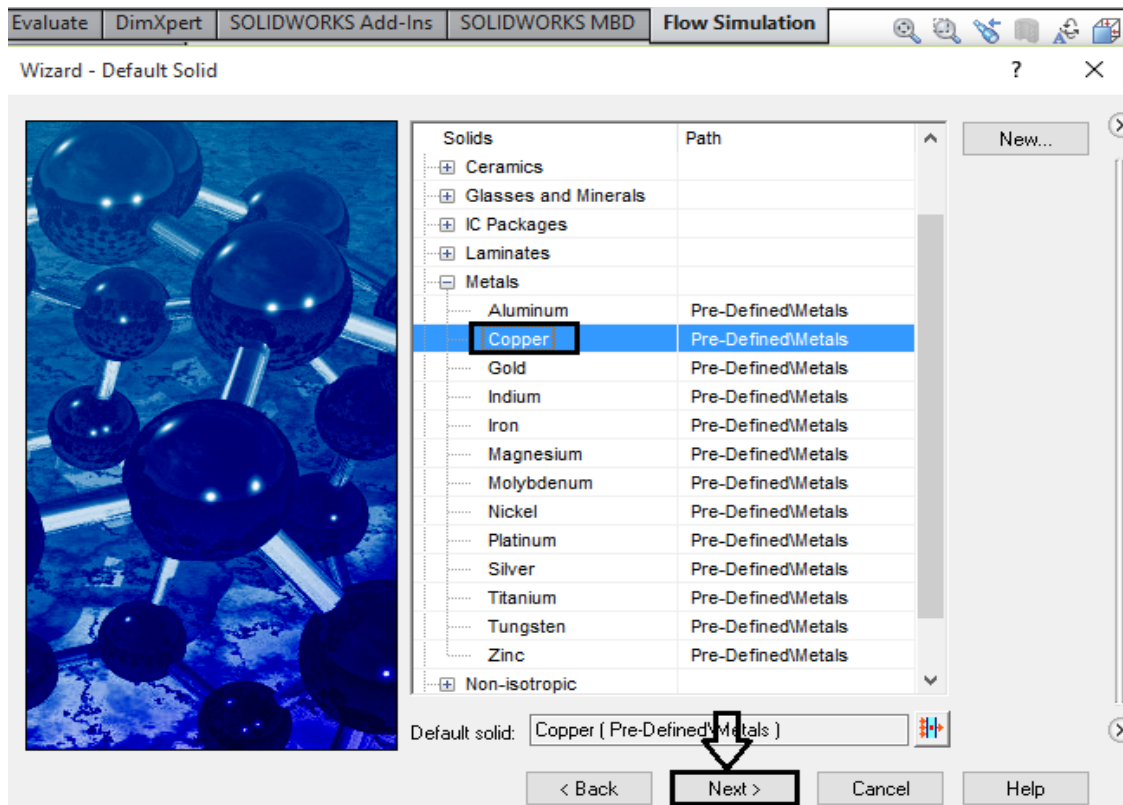 Evaluate DimXpert SOLIDWORKS Add-Ins SOLIDWORKS MBD Flow Simulation
Wizard - Default Solid ?
Solids Path New...
Ceramics
Glasses and Minerals
IC Packages
Laminates
Metals
Aluminum Pre-Defined\Metals
Copper Pre-Defined\Metals
Gold Pre-Defined\Metals
Indium Pre-Defined\Metals
Iron Pre-Defined\Metals
Magnesium Pre-Defined\Metals
Molybdenum Pre-Defined\Metals
Nickel Pre-Defined\Metals
Platinum Pre-Defined\Metals
Silver Pre-Defined\Metals
Titanium Pre-Defined\Metals
Tungsten Pre-Defined\Metals
Zinc Pre-Defined\Metals
Non-isotropic
Default solid: Copper ( Pre-Defined\Metals )
< Back Next > Cancel Help